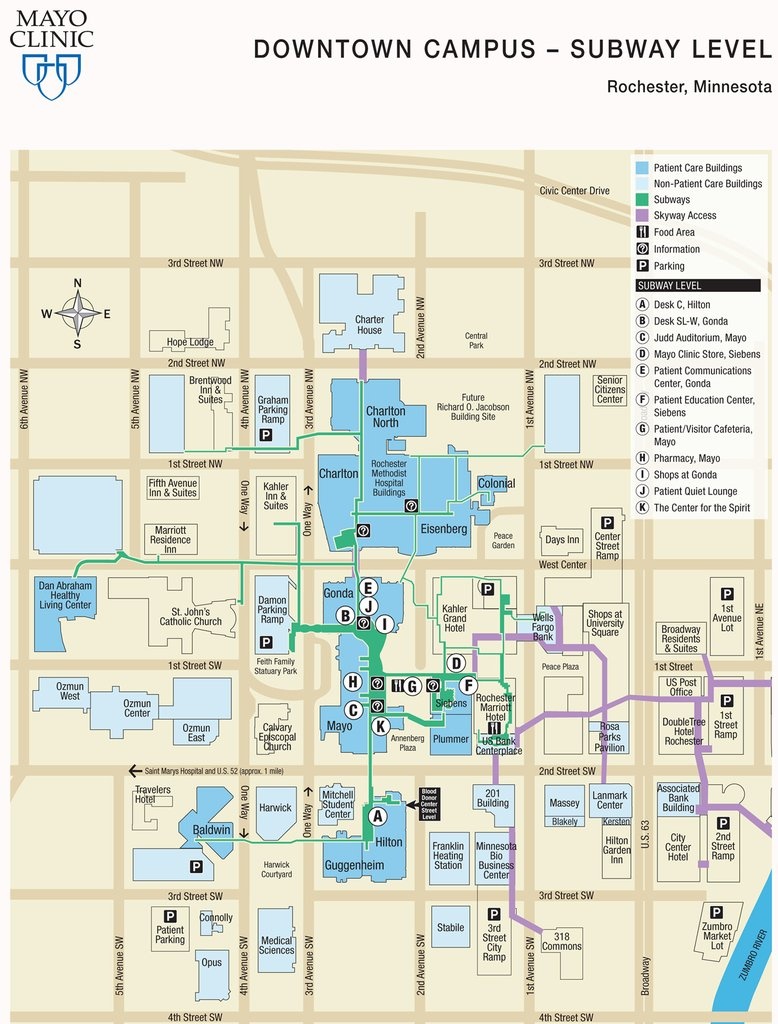 MAYO
CLINIC
DOWNTOWN CAMPUS – SUBWAY LEVEL
Rochester, Minnesota
Patient Care Buildings
Non-Patient Care Buildings
Subways
Skyway Access
Food Area
? Information
P Parking
SUBWAY LEVEL
A Desk C, Hilton
B Desk SL-W, Gonda
C Judd Auditorium, Mayo
D Mayo Clinic Store, Siebens
E Patient Communications
Center, Gonda
F Patient Education Center,
Siebens
G Patient/Visitor Cafeteria,
Mayo
H Pharmacy, Mayo
I Shops at Gonda
J Patient Quiet Lounge
K The Center for the Spirit
Civic Center Drive
3rd Street NW
3rd Street NW
N
W
E
S
Charter
House
2nd Avenue NW
Central
Park
Hope Lodge
2nd Street NW
2nd Street NW
6th Avenue NW
5th Avenue NW
4th Avenue NW
3rd Avenue NW
1st Avenue NW
Brentwood
Inn &
Suites
Graham
Parking
Ramp
P
Charlton
North
Future
Richard O. Jacobson
Building Site
Senior
Citizens
Center
1st Street NW
1st Street NW
Fifth Avenue
Inn & Suites
One Way
Kahler
Inn &
Suites
One Way
Charlton
Rochester
Methodist
Hospital
Buildings
Colonial
?
Eisenberg
?
Marriott
Residence
Inn
Peace
Garden
Days Inn
P
Center
Street
Ramp
West Center
Dan Abraham
Healthy
Living Center
St. John's
Catholic Church
Damon
Parking
Ramp
P
Gonda
E
J
B
?
I
Kahler
Grand
Hotel
P
Wells
Fargo
Bank
Shops at
University
Square
P
1st
Avenue
Lot
1st Avenue NE
Broadway
Residences
& Suites
1st Street SW
Feith Family
Statuary Park
D
Peace Plaza
1st Street
Ozmun
West
Ozmun
Center
Ozmun
East
Calvary
Episcopal
Church
H
?
G
?
F
C
?
K
Mayo
Annenberg
Plaza
Siebens
Plummer
Rochester
Marriott
Hotel
US Bank
Centerplace
Rosa
Parks
Pavilion
US Post
Office
DoubleTree
Hotel
Rochester
P
1st
Street
Ramp
Saint Marys Hospital and U.S. 52 (approx. 1 mile)
2nd Street SW
Travelers
Hotel
Baldwin
One Way
Harwick
One Way
Mitchell
Student
Center
A
Hilton
Guggenheim
Blood
Donor
Center
Street
Level
201
Building
Massey
Blakely
Lanmark
Center
Kersten
Hilton
Garden
Inn
U.S. 63
Associated
Bank
Building
City
Center
Hotel
P
2nd
Street
Ramp
P
Harwick
Courtyard
Franklin
Heating
Station
Minnesota
Bio
Business
Center
3rd Street SW
3rd Street SW
P
Patient
Parking
Connolly
Opus
Medical
Sciences
Stabile
P
3rd
Street
City
Ramp
318
Commons
P
Zumbro
Market
Lot
ZUMBRO RIVER
5th Avenue SW
4th Avenue SW
3rd Avenue SW
2nd Avenue SW
1st Avenue SW
Broadway
4th Street SW
4th Street SW